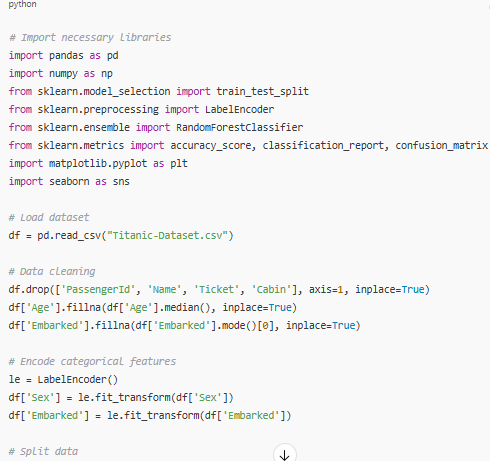 python
# Import necessary libraries
import pandas as pd
import numpy as np
from sklearn.model_selection import train_test_split
from sklearn.preprocessing import LabelEncoder
from sklearn.ensemble import RandomForestClassifier
from sklearn.metrics import accuracy_score, classification_report, confusion_matrix
import matplotlib.pyplot as plt
import seaborn as sns
# Load dataset
df = pd.read_csv("Titanic-Dataset.csv")
# Data cleaning
df.drop(['PassengerId', 'Name', 'Ticket', 'Cabin'], axis=1, inplace=True)
df['Age'].fillna(df['Age'].median(), inplace=True)
df['Embarked'].fillna(df['Embarked'].mode()[0], inplace=True)
# Encode categorical features
le = LabelEncoder()
df['Sex'] = le.fit_transform(df['Sex'])
df['Embarked'] = le.fit_transform(df['Embarked'])
# Split data